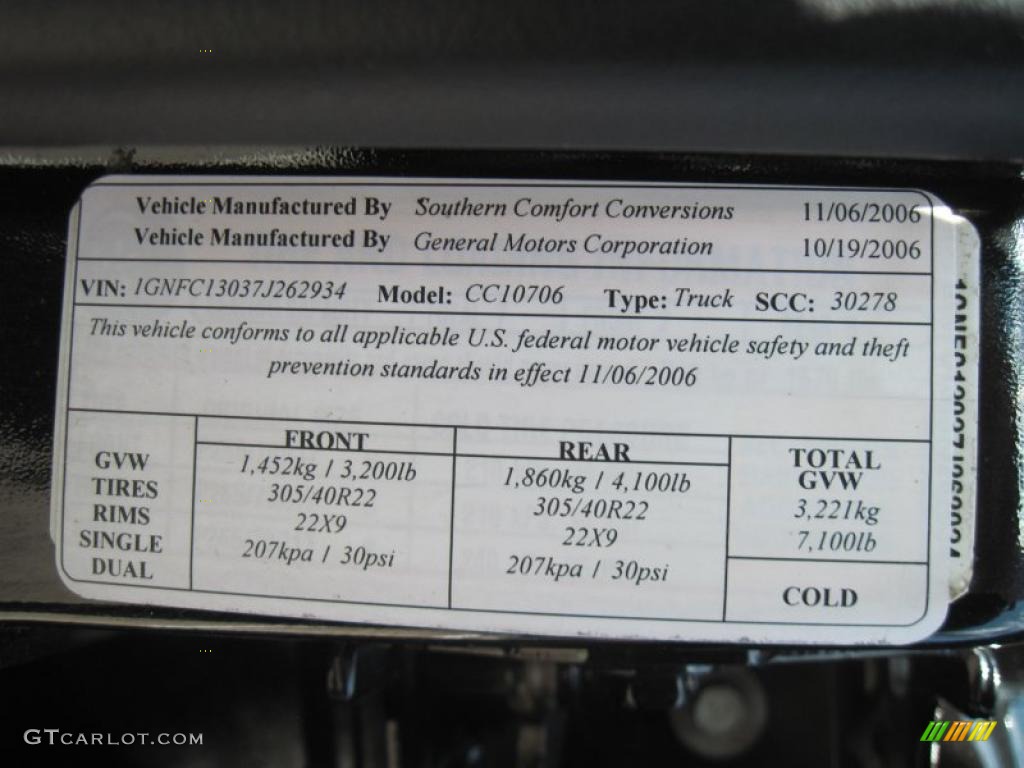 Vehicle Manufactured By Southern Comfort Conversions 11/06/2006
Vehicle Manufactured By General Motors Corporation 10/19/2006
VIN: 1GNFC13037J262934 Model: CC10706 Type: Truck SCC: 30278
This vehicle conforms to all applicable U.S. federal motor vehicle safety and theft
prevention standards in effect 11/06/2006
FRONT REAR TOTAL
GVW 1,452kg / 3,200lb 1,860kg / 4,100lb GVW
TIRES 305/40R22 305/40R22 3,221kg
RIMS 22X9 22X9 7,100lb
SINGLE 207kpa / 30psi 207kpa / 30psi
DUAL COLD
GTCARLOT.COM